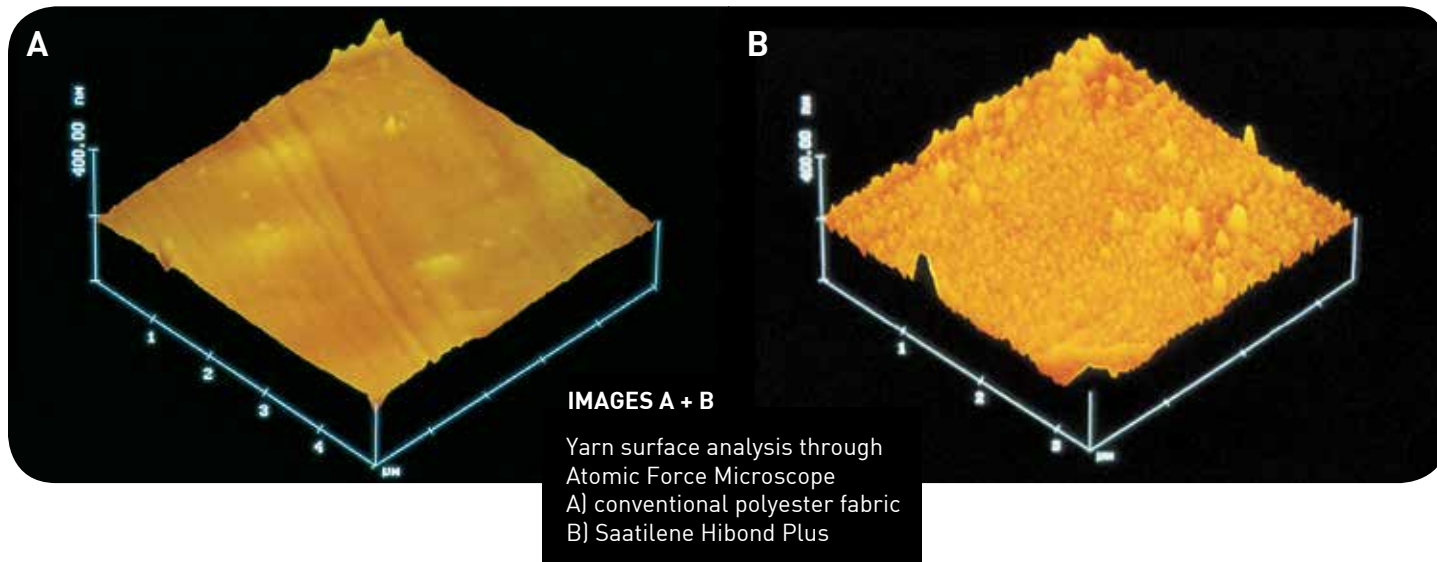 A
400.00 nM
1
2
3
4
µM
B
400.00 nM
1
2
3
µM
IMAGES A + B
Yarn surface analysis through
Atomic Force Microscope
A) conventional polyester fabric
B) Saatilene Hibond Plus